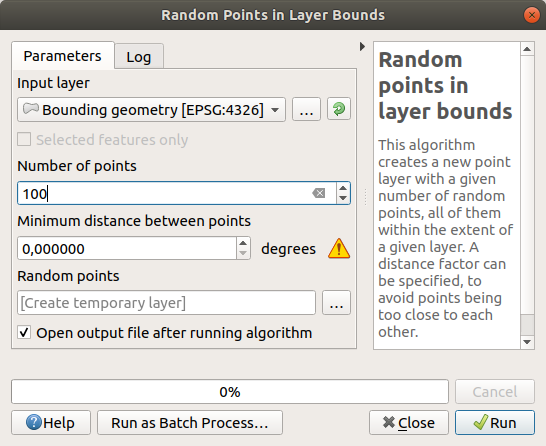 Random Points in Layer Bounds
Parameters
Log
Input layer
Bounding geometry [EPSG:4326]
...
Selected features only
Number of points
100
Minimum distance between points
0,000000
degrees
Random points
[Create temporary layer]
...
Open output file after running algorithm
Random
points in
layer bounds
This algorithm
creates a new point
layer with a given
number of random
points, all of them
within the extent of
a given layer. A
distance factor can
be specified, to
avoid points being
too close to each
other.
0%
Cancel
Help
Run as Batch Process...
Close
Run